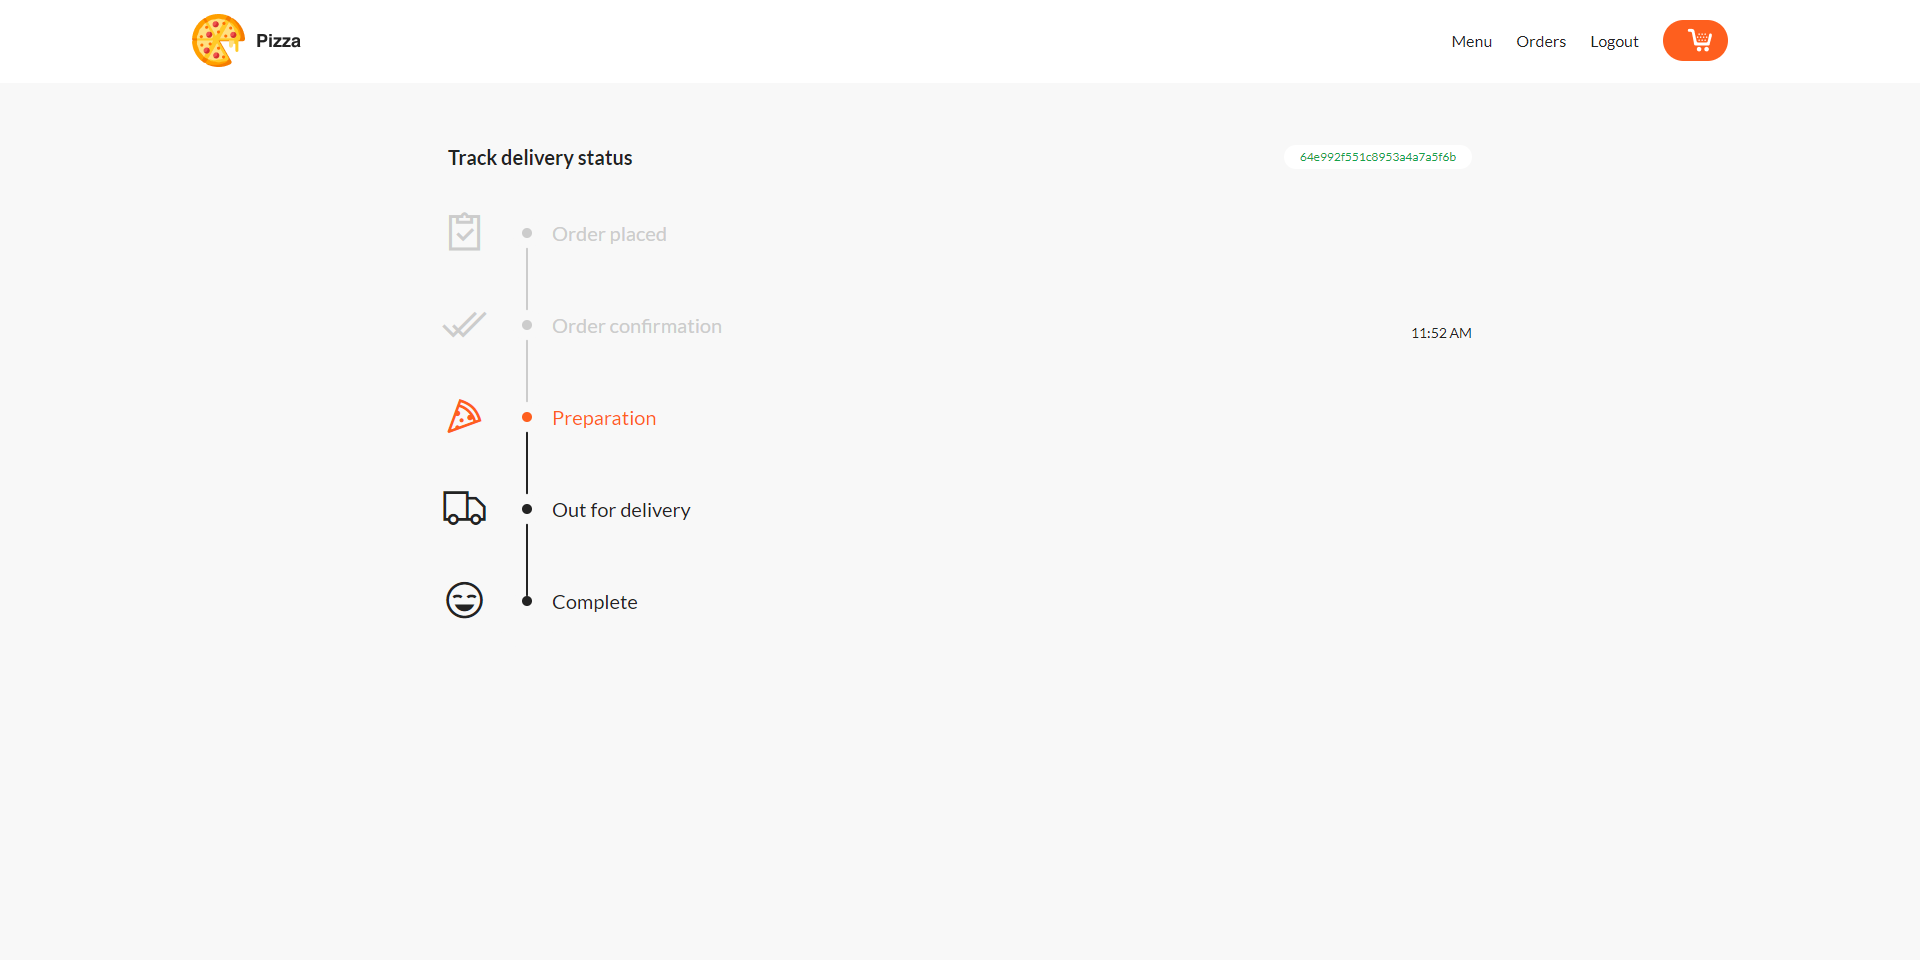 Pizza
Menu Orders Logout
Track delivery status
64e992f551c8953a4a7a5f6b
Order placed
Order confirmation
11:52 AM
Preparation
Out for delivery
Complete